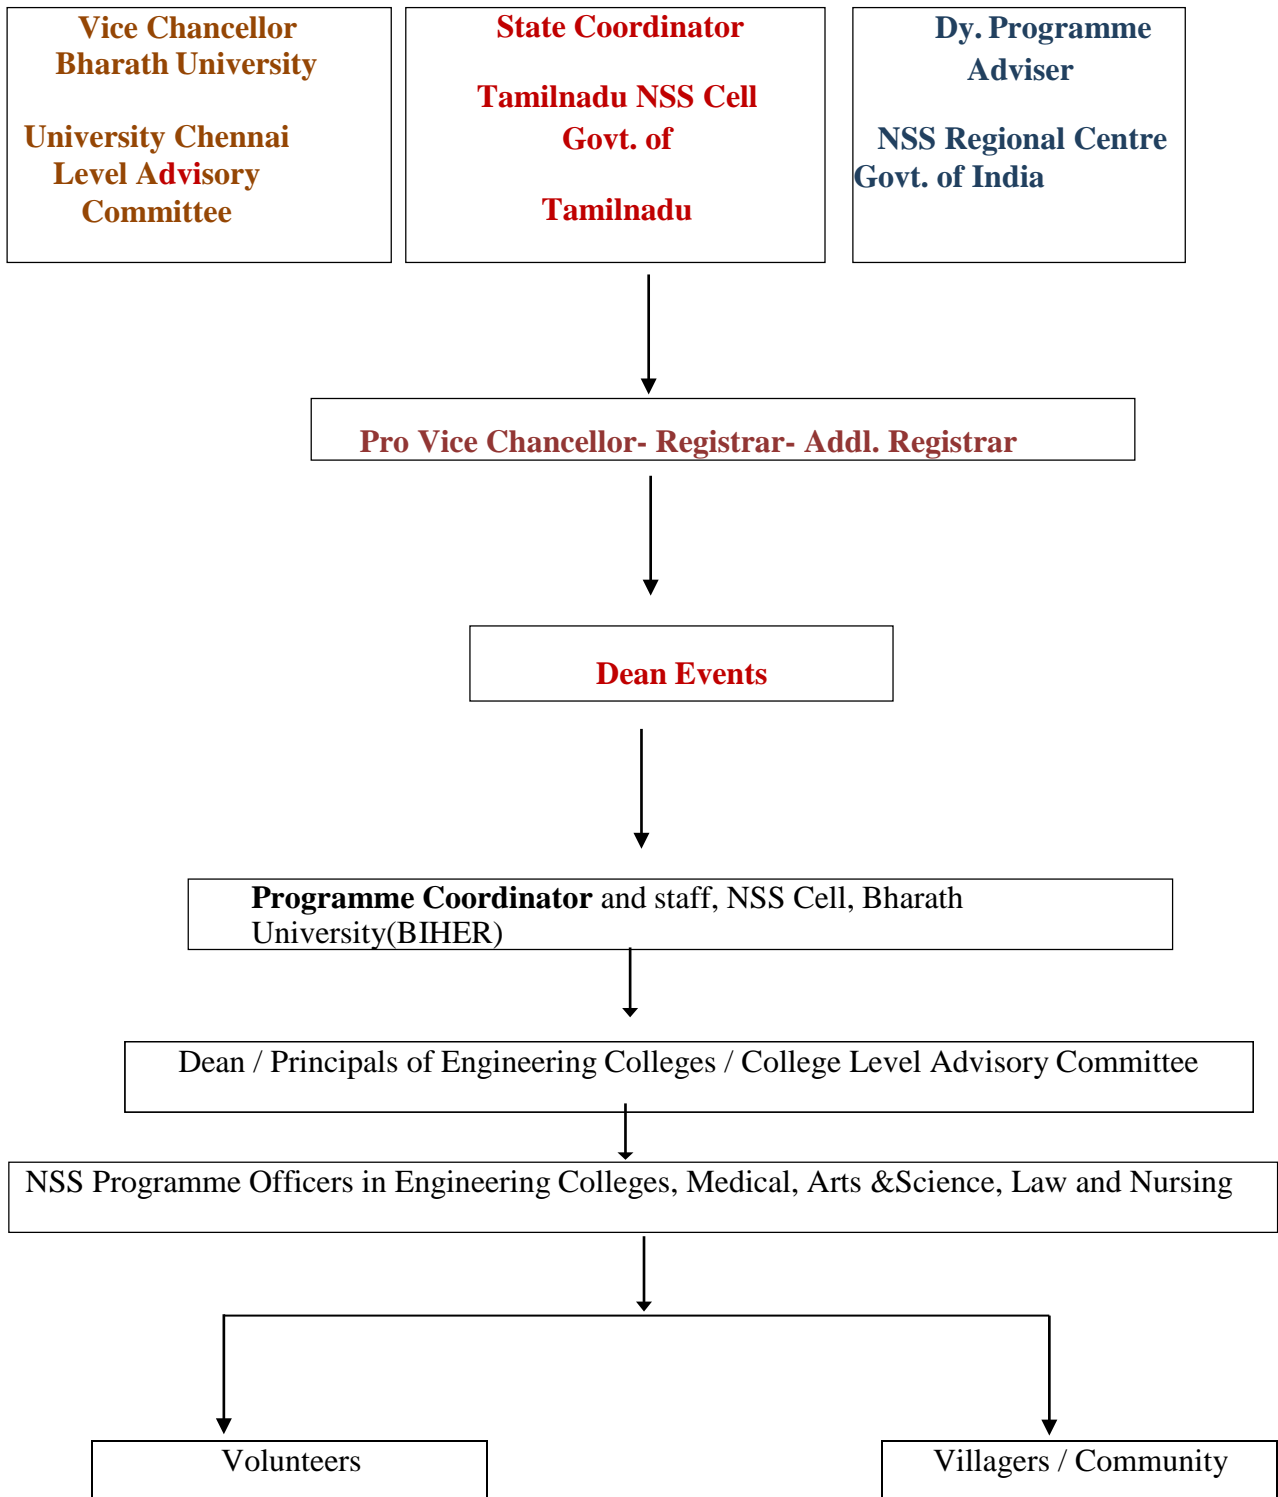 Vice Chancellor
Bharath University
University Chennai
Level Advisory
Committee
State Coordinator
Tamilnadu NSS Cell
Govt. of
Tamilnadu
Dy. Programme
Adviser
NSS Regional Centre
Govt. of India
Pro Vice Chancellor- Registrar- Addl. Registrar
Dean Events
Programme Coordinator and staff, NSS Cell, Bharath
University(BIHER)
Dean / Principals of Engineering Colleges / College Level Advisory Committee
NSS Programme Officers in Engineering Colleges, Medical, Arts &Science, Law and Nursing
Volunteers
Villagers / Community